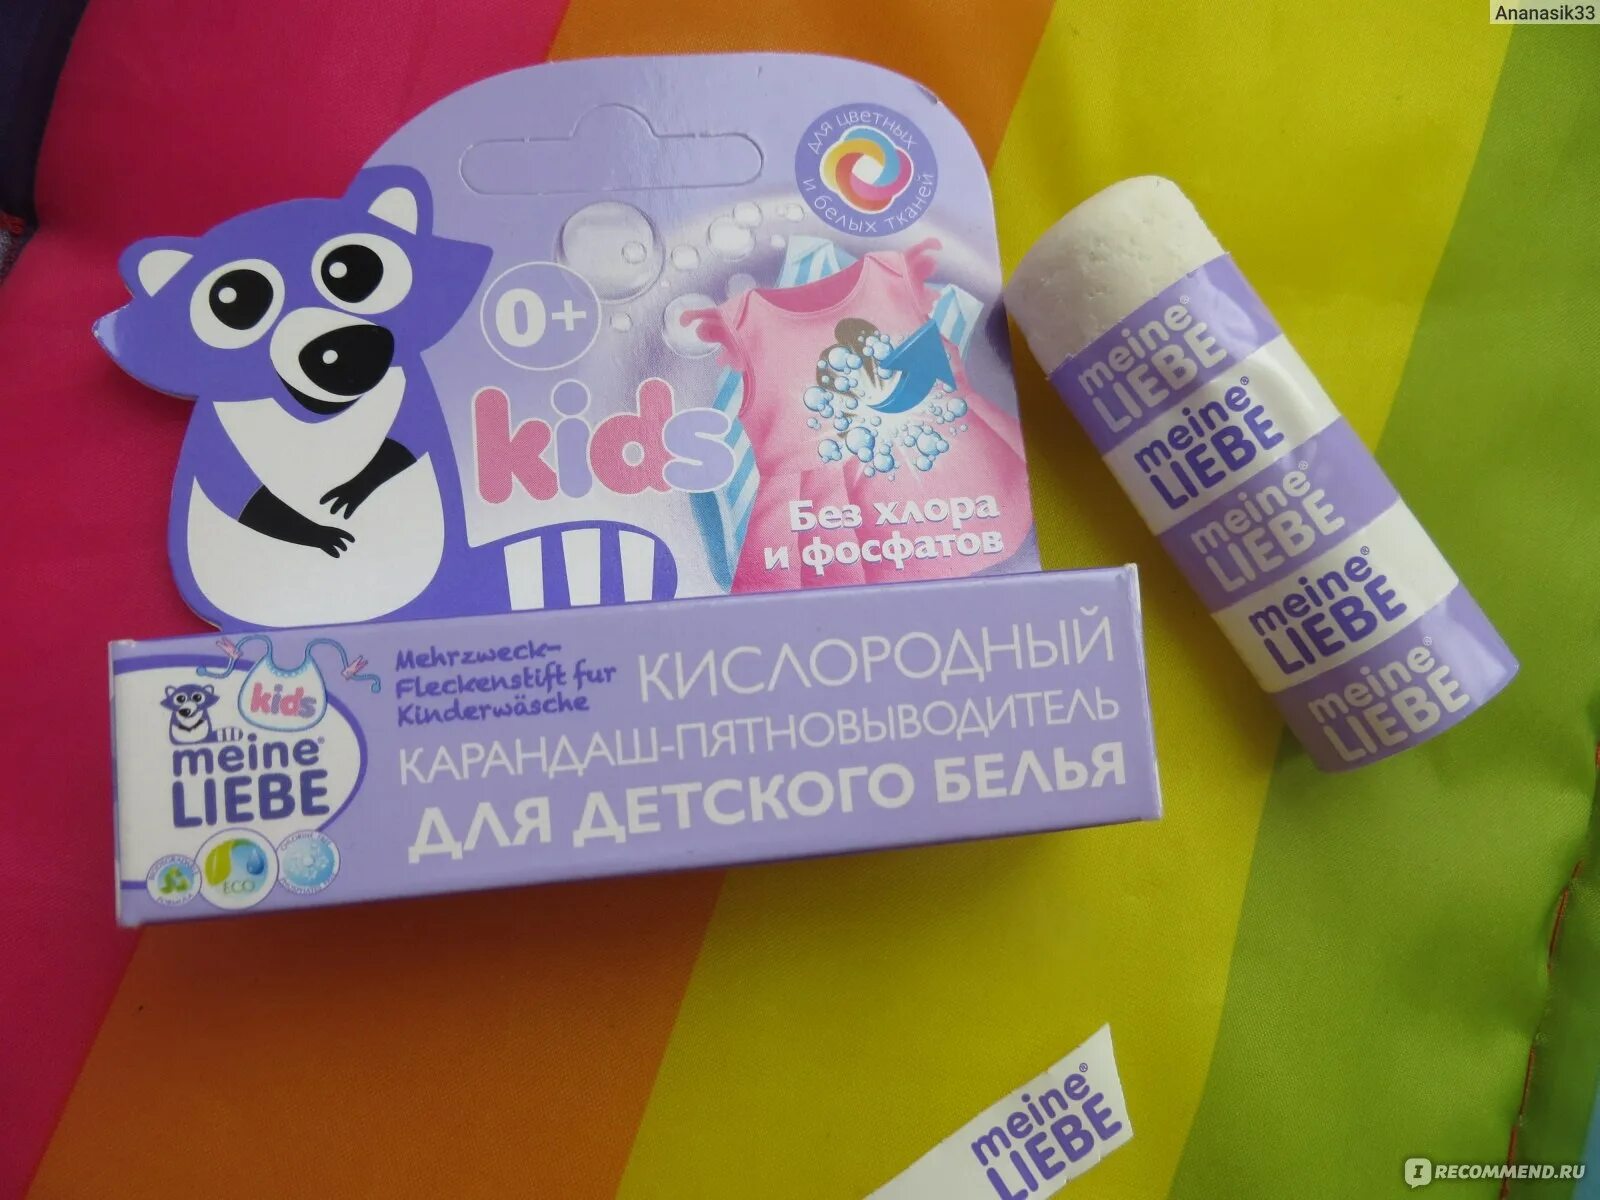 Ananasik33
для цветных
и белых тканей
0+
kids
Без хлора
и фосфатов
Mehrzweck-
Fleckenstift fur
Kinderwäsche
КИСЛОРОДНЫЙ
КАРАНДАШ-ПЯТНОВЫВОДИТЕЛЬ
ДЛЯ ДЕТСКОГО БЕЛЬЯ
kids
meine®
LIEBE
ECO
meine®
LIEBE
meine®
LIEBE
meine®
LIEBE
meine®
LIEBE
meine®
LIEBE
meine®
LIEBE
IRECOMMEND.RU